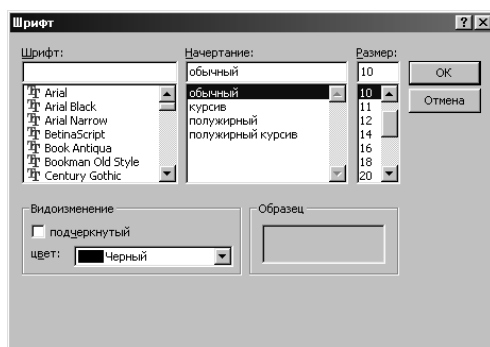 Шрифт
Шрифт: Начертание: Размер:
обычный 10 OK
Arial обычный 10 Отмена
Arial Black курсив 11
Arial Narrow полужирный 12
BetinaScript полужирный курсив 14
Book Antiqua 16
Bookman Old Style 18
Century Gothic 20
Видоизменение Образец
подчеркнутый
цвет: Черный